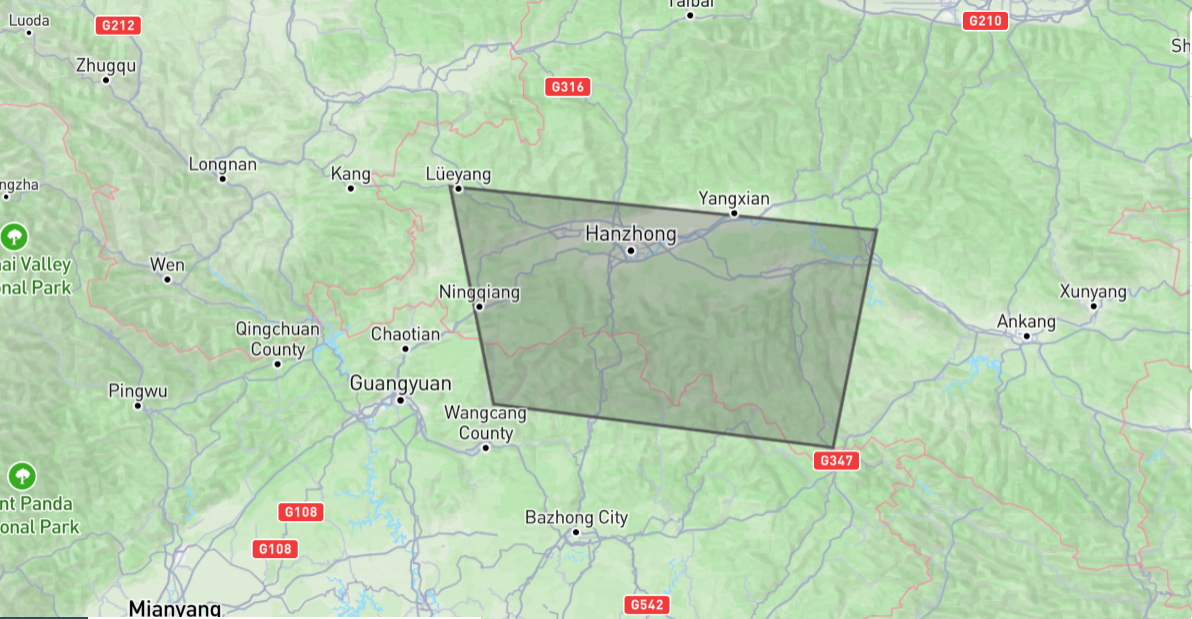 Luoda
G212
Taibai
G210
Zhugqu
G316
Longnan
Kang
Lüeyang
Yangxian
Hanzhong
Wen
Ningqiang
Xunyang
Ankang
Qingchuan
County
Chaotian
Guangyuan
Pingwu
Wangcang
County
G347
G108
Bazhong City
G108
G542
Mianyang
ngzha
ai Valley
nal Park
nt Panda
onal Park
Sh